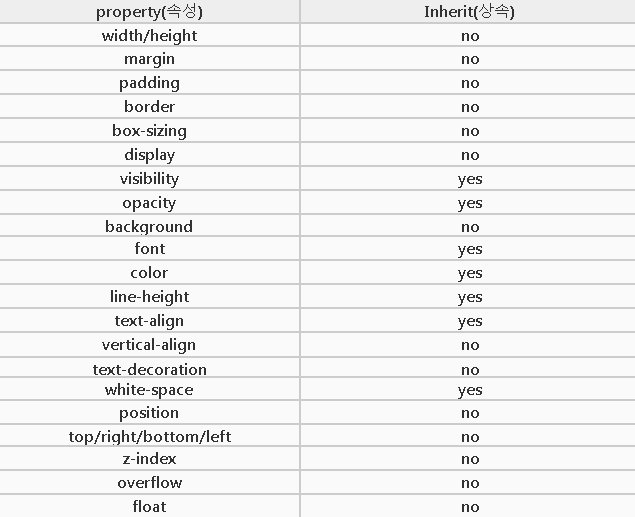 property(속성) Inherit(상속)
width/height no
margin no
padding no
border no
box-sizing no
display no
visibility yes
opacity yes
background no
font yes
color yes
line-height yes
text-align yes
vertical-align no
text-decoration no
white-space yes
position no
top/right/bottom/left no
z-index no
overflow no
float no